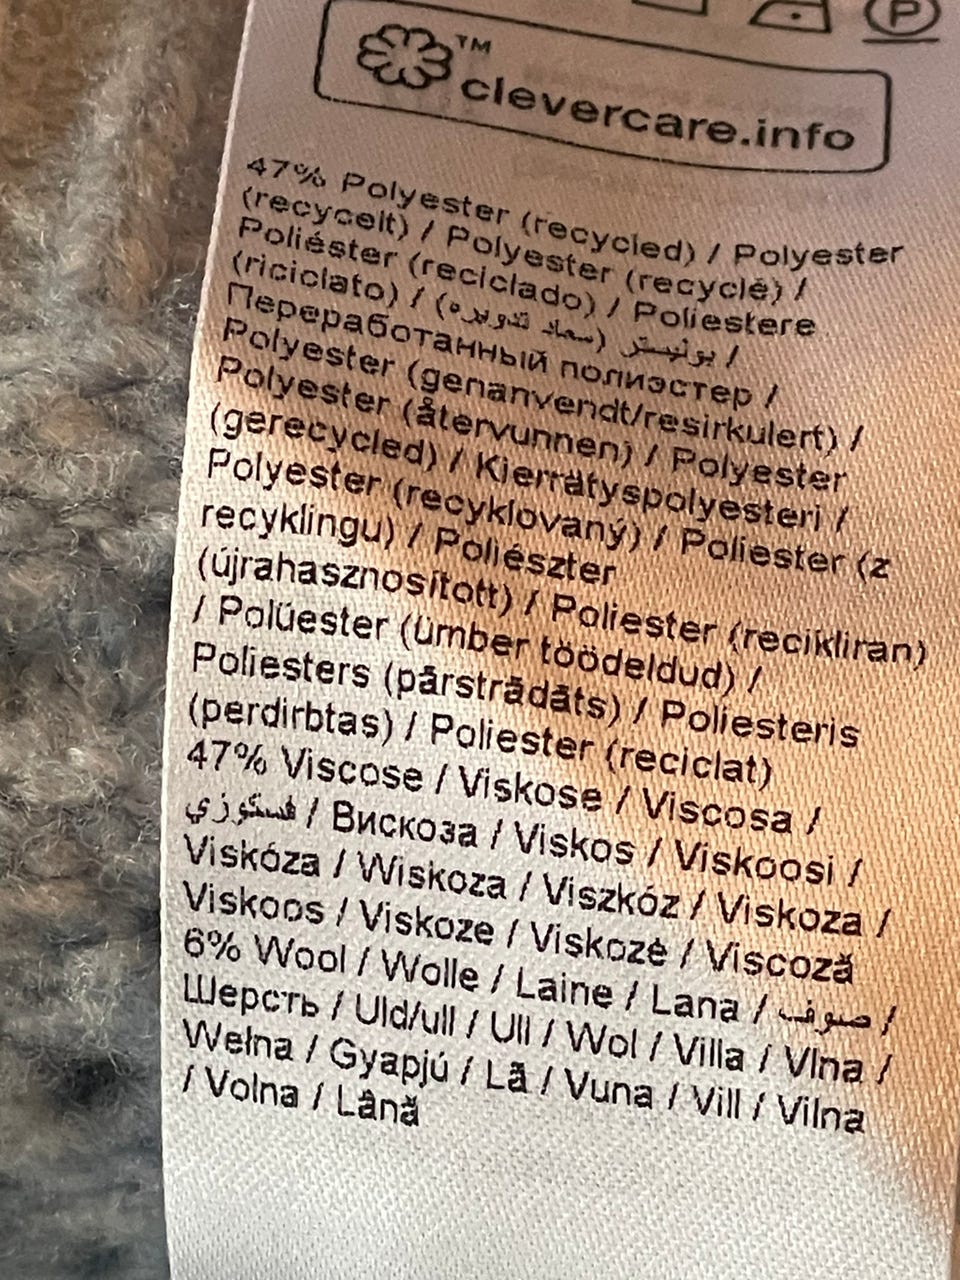 P
TM
clevercare.info
47% Polyester (recycled) / Polyester
(recycelt) / Polyester (recyclé) /
Poliéster (reciclado) / Poliestere
(riciclato) / بوليستر (معاد تدويره) /
Переработанный полиэстер /
Polyester (genanvendt/resirkulert) /
Polyester (återvunnen) / Polyester
(gerecycled) / Kierrätyspolyesteri /
Polyester (recyklovaný) / Poliester (z
recyklingu) / Poliészter
(újrahasznosított) / Poliester (recikliran)
/ Polüester (ümber töödeldud) /
Poliesters (pārstrādāts) / Poliesteris
(perdirbtas) / Poliester (reciclat)
47% Viscose / Viskose / Viscosa /
فسكوزي / Вискоза / Viskos / Viskoosi /
Viskóza / Wiskoza / Viszkóz / Viskoza /
Viskoos / Viskoze / Viskozė / Viscoză
6% Wool / Wolle / Laine / Lana / صوف /
Шерсть / Uld/ull / Ull / Wol / Villa / Vlna /
Wełna / Gyapjú / Lã / Vuna / Vill / Vilna
/ Volna / Lână